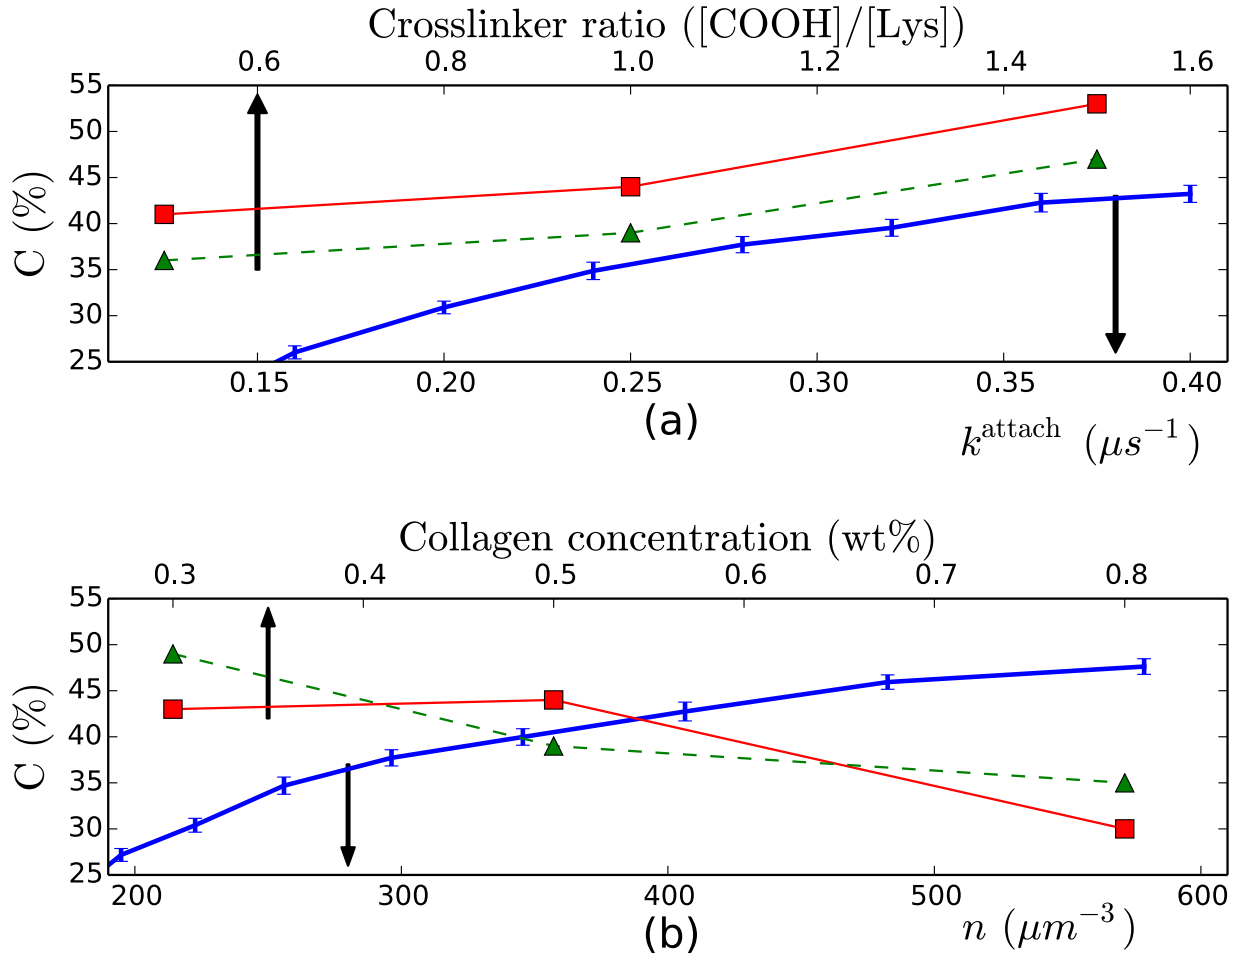 Crosslinker ratio ([COOH]/[Lys])
0.6 0.8 1.0 1.2 1.4 1.6
55
50
45
40
35
30
25
C (%)
0.15 0.20 0.25 0.30 0.35 0.40
(a)
k^attach (μs⁻¹)
Collagen concentration (wt%)
0.3 0.4 0.5 0.6 0.7 0.8
55
50
45
40
35
30
25
C (%)
200 300 400 500 600
(b)
n (μm⁻³)